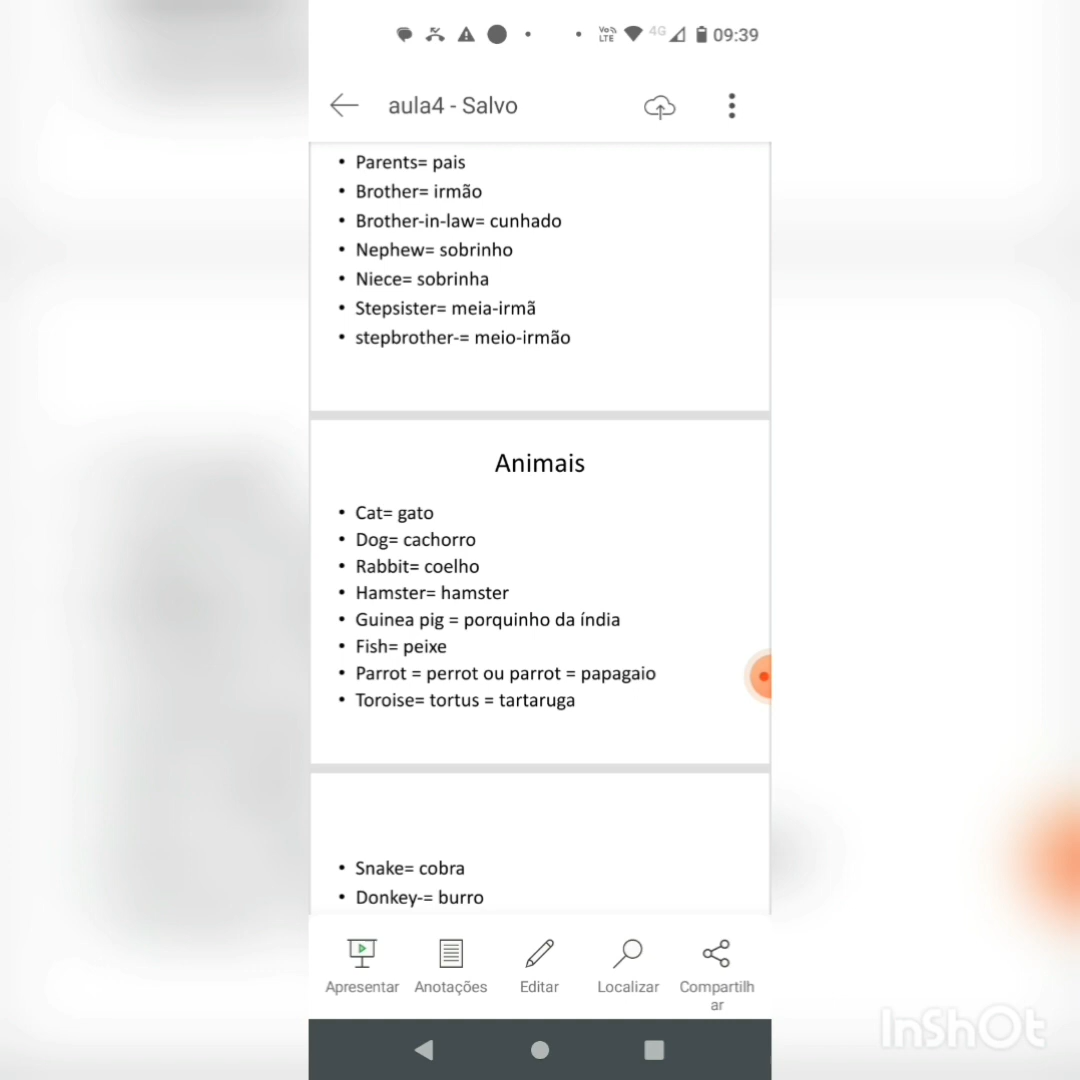 VoLTE 4G 09:39
aula4 - Salvo
• Parents= pais
• Brother= irmão
• Brother-in-law= cunhado
• Nephew= sobrinho
• Niece= sobrinha
• Stepsister= meia-irmã
• stepbrother-= meio-irmão
Animais
• Cat= gato
• Dog= cachorro
• Rabbit= coelho
• Hamster= hamster
• Guinea pig = porquinho da índia
• Fish= peixe
• Parrot = perrot ou parrot = papagaio
• Toroise= tortus = tartaruga
• Snake= cobra
• Donkey-= burro
Apresentar Anotações Editar Localizar Compartilh
ar
InShOt